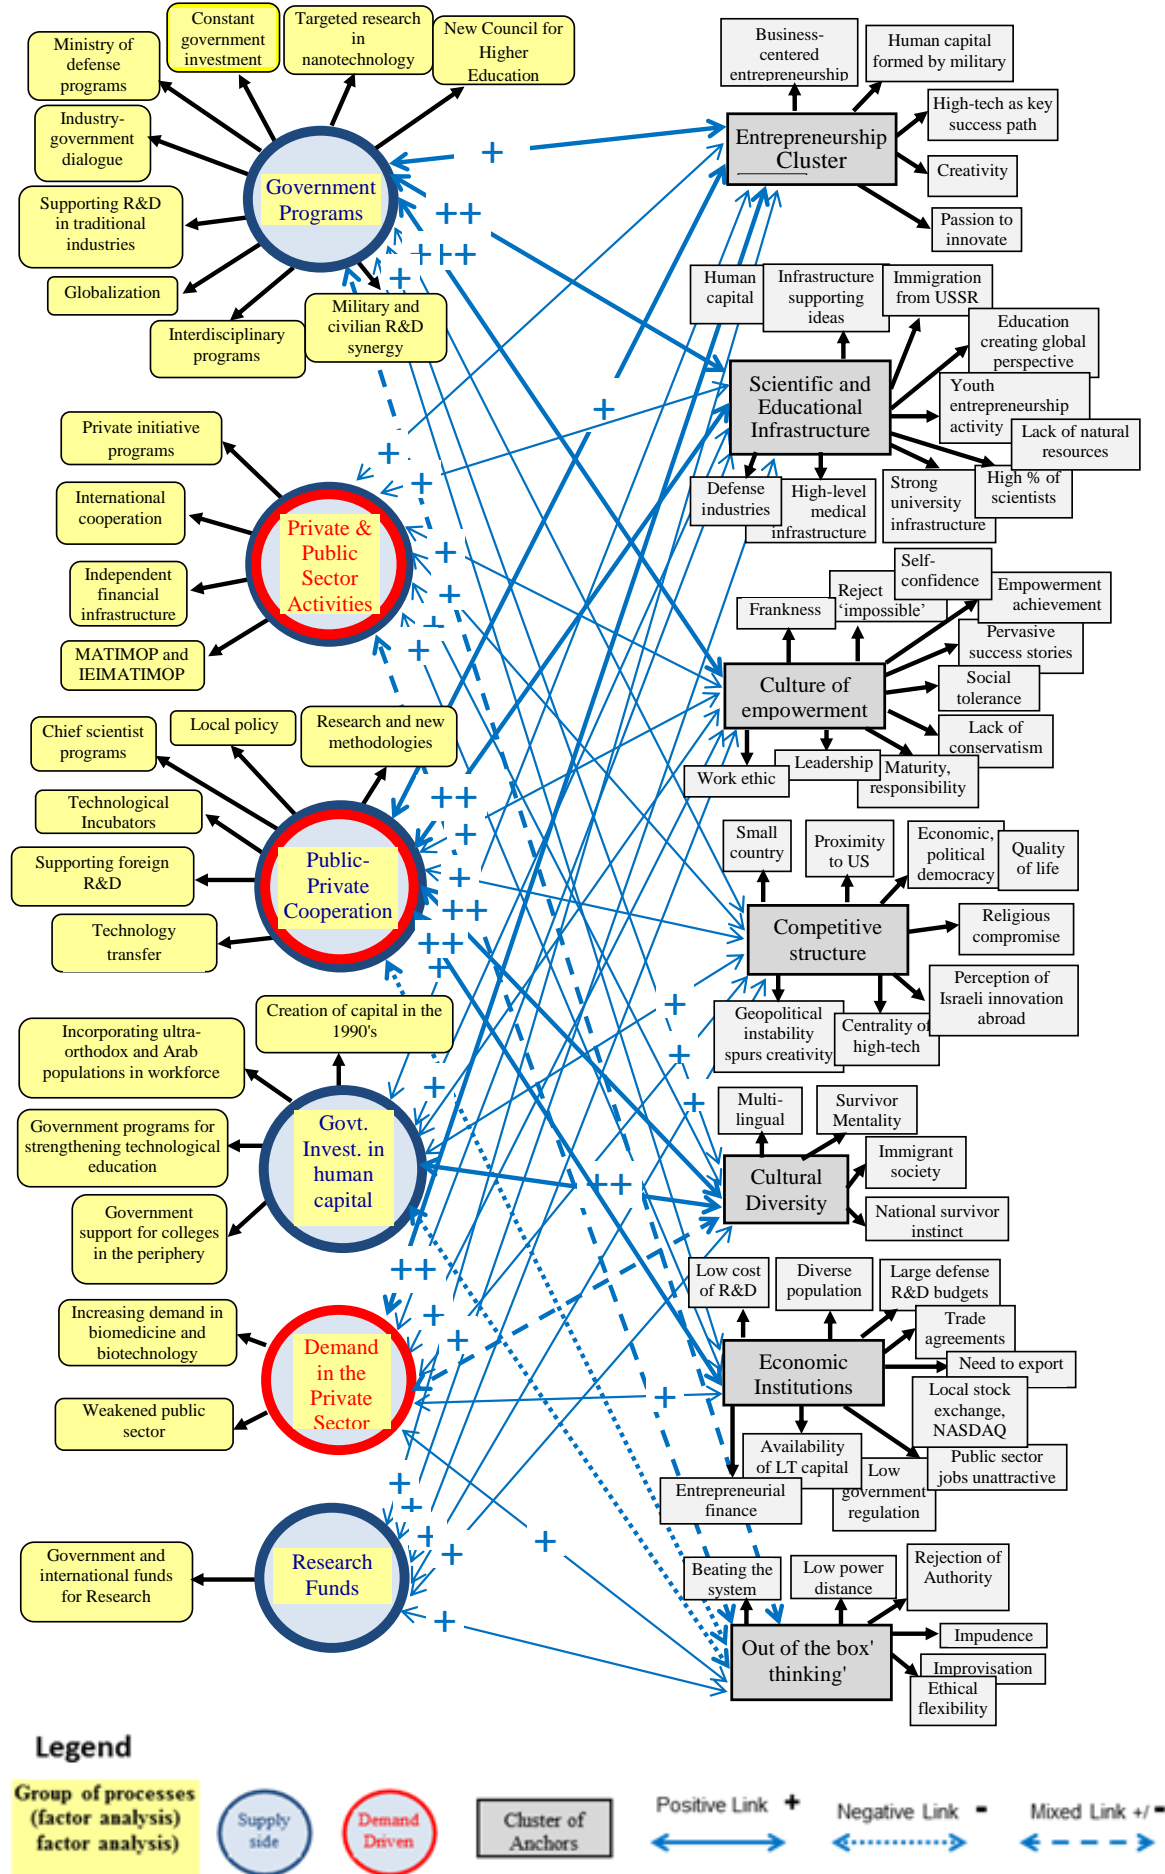 Constant
government
investment
Targeted research
in
nanotechnology
New Council for
Higher
Education
Ministry of
defense
programs
Industry-
government
dialogue
Supporting R&D
in traditional
industries
Globalization
Interdisciplinary
programs
Military and
civilian R&D
synergy
Government
Programs
Private initiative
programs
International
cooperation
Independent
financial
infrastructure
MATIMOP and
IEIMATIMOP
Private &
Public
Sector
Activities
Chief scientist
programs
Local policy
Research and new
methodologies
Technological
Incubators
Supporting foreign
R&D
Technology
transfer
Public-
Private
Cooperation
Creation of capital in the
1990's
Incorporating ultra-
orthodox and Arab
populations in workforce
Government programs for
strengthening technological
education
Government
support for colleges
in the periphery
Govt.
Invest. in
human
capital
Increasing demand in
biomedicine and
biotechnology
Weakened public
sector
Demand
in the
Private
Sector
Government and
international funds
for Research
Research
Funds
+
++
++
+
+
+
+
+
+
+
++
+
++
++
+
+
+
+
+
++
++
+
+
+
+
+
+
+
+
Business-
centered
entrepreneurship
Human capital
formed by military
High-tech as key
success path
Creativity
Passion to
innovate
Entrepreneurship
Cluster
Human
capital
Infrastructure
supporting
ideas
Immigration
from USSR
Education
creating global
perspective
Youth
entrepreneurship
activity
Lack of natural
resources
High % of
scientists
Strong
university
infrastructure
High-level
medical
infrastructure
Defense
industries
Scientific and
Educational
Infrastructure
Frankness
Reject
'impossible'
Self-
confidence
Empowerment
achievement
Pervasive
success stories
Social
tolerance
Lack of
conservatism
Maturity,
responsibility
Leadership
Work ethic
Culture of
empowerment
Small
country
Proximity
to US
Economic,
political
democracy
Quality
of life
Religious
compromise
Perception of
Israeli innovation
abroad
Centrality of
high-tech
Geopolitical
instability
spurs creativity
Competitive
structure
Multi-
lingual
Survivor
Mentality
Immigrant
society
National survivor
instinct
Cultural
Diversity
Low cost
of R&D
Diverse
population
Large defense
R&D budgets
Trade
agreements
Need to export
Local stock
exchange,
NASDAQ
Public sector
jobs unattractive
Low
government
regulation
Availability
of LT capital
Entrepreneurial
finance
Economic
Institutions
Beating the
system
Low power
distance
Rejection of
Authority
Impudence
Improvisation
Ethical
flexibility
Out of the box'
thinking'
Legend
Group of processes
(factor analysis)
factor analysis)
Supply
side
Demand
Driven
Cluster of
Anchors
Positive Link +
Negative Link -
Mixed Link +/-